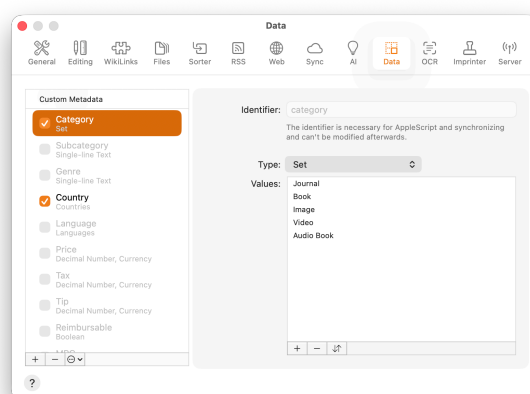 Data
General Editing WikiLinks Files Sorter RSS Web Sync AI Data OCR Imprinter Server
Custom Metadata
Category
Set
Subcategory
Single-line Text
Genre
Single-line Text
Country
Countries
Language
Languages
Price
Decimal Number, Currency
Tax
Decimal Number, Currency
Tip
Decimal Number, Currency
Reimbursable
Boolean
Identifier: category
The identifier is necessary for AppleScript and synchronizing
and can't be modified afterwards.
Type: Set
Values:
Journal
Book
Image
Video
Audio Book
?